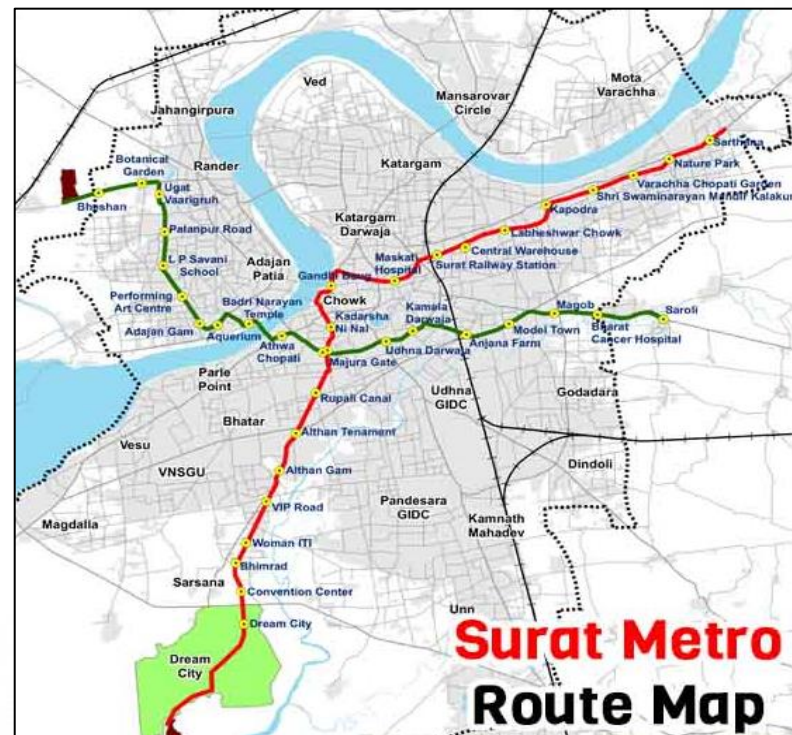 Ved
Mota
Varachha
Mansarovar
Circle
Jahangirpura
Sarthana
Katargam
Rander
Nature Park
Botanical
Garden
Varachha Chopati Garden
Ugat
Vaarigruh
Bheshan
Shri Swaminarayan Mandir Kalakunj
Kapodra
Katargam
Darwaja
Palanpur Road
Labheshwar Chowk
Central Warehouse
Maskati
Hospital
Surat Railway Station
L P Savani
School
Adajan
Patia
Gandhi Baug
Performing
Art Centre
Chowk
Badri Narayan
Temple
Kadarsha
Ni Nal
Kamala
Darwaja
Magob
Saroli
Adajan Gam
Aquerium
Athwa
Chopati
Model Town
Bharat
Cancer Hospital
Anjana Farm
Udhna Darwaja
Majura Gate
Parle
Point
Rupali Canal
Udhna
GIDC
Godadara
Bhatar
Althan Tenament
Vesu
VNSGU
Althan Gam
Dindoli
Pandesara
GIDC
VIP Road
Magdalla
Kamnath
Mahadev
Woman ITI
Bhimrad
Sarsana
Convention Center
Unn
Dream City
Dream
City
Surat Metro
Route Map